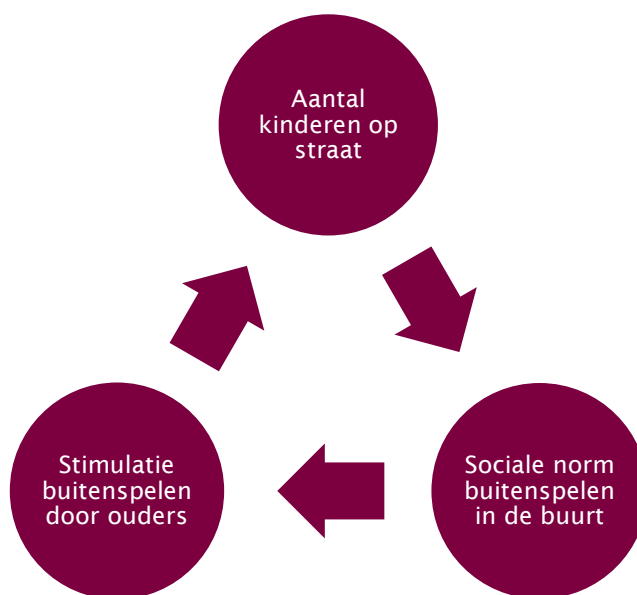 Aantal
kinderen op
straat
Stimulatie
buitenspelen
door ouders
Sociale norm
buitenspelen
in de buurt